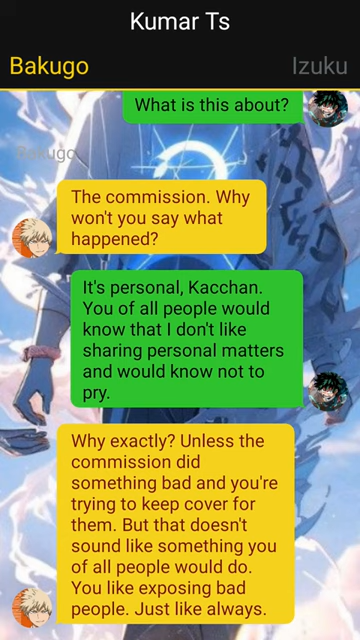 Kumar Ts
Bakugo Izuku
What is this about?
Bakugo
The commission. Why
won't you say what
happened?
It's personal, Kacchan.
You of all people would
know that I don't like
sharing personal matters
and would know not to
pry.
Why exactly? Unless the
commission did
something bad and you're
trying to keep cover for
them. But that doesn't
sound like something you
of all people would do.
You like exposing bad
people. Just like always.